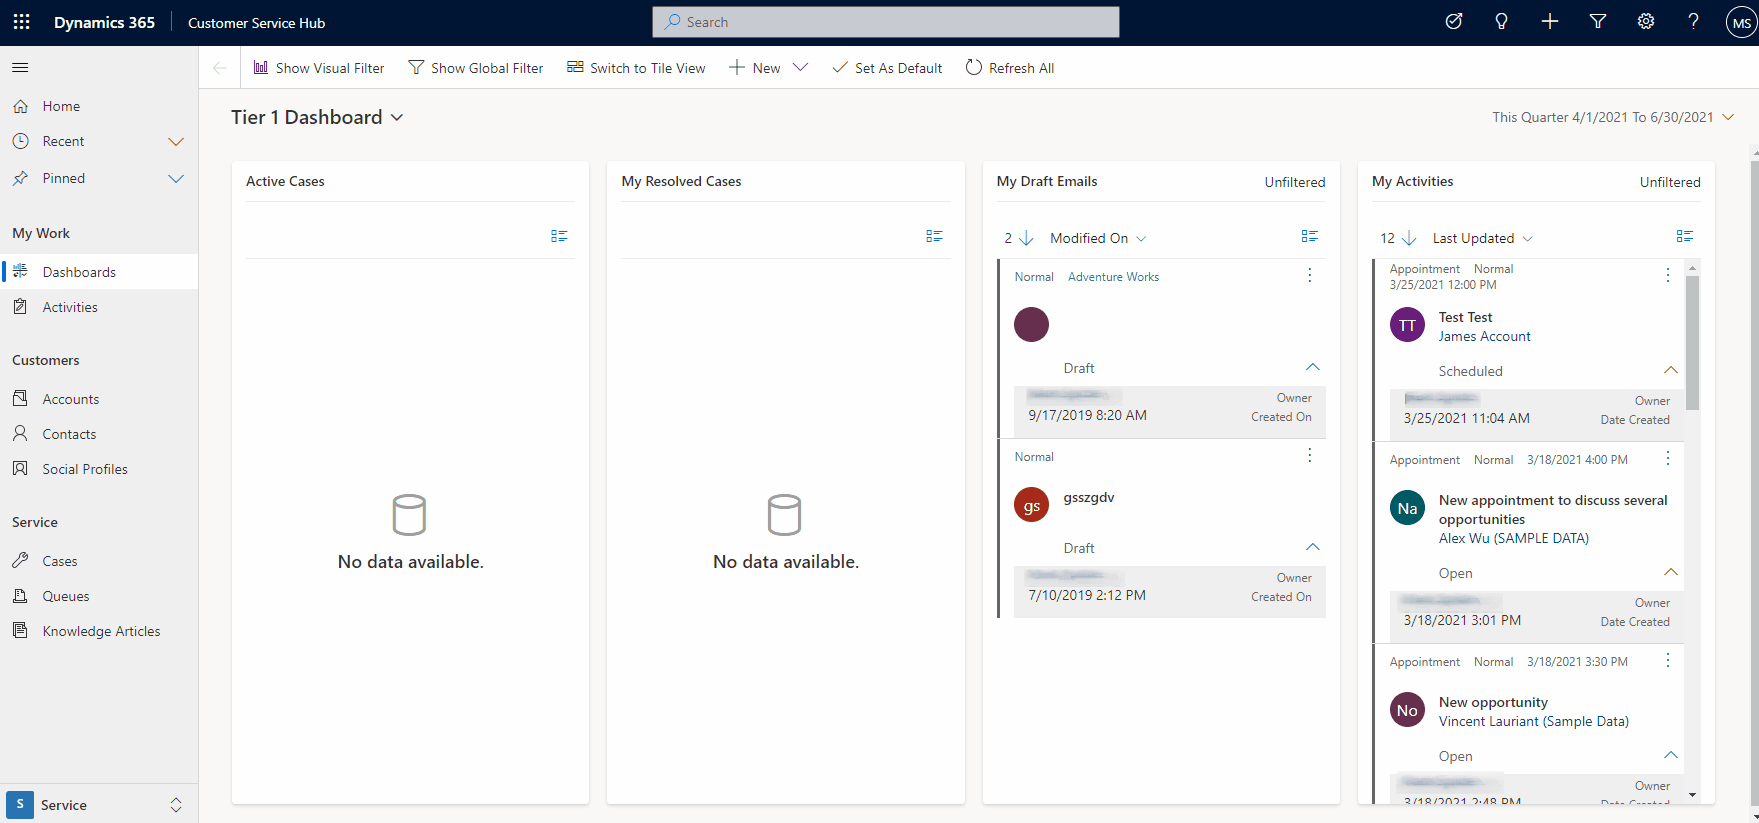 Dynamics 365
Customer Service Hub
Search
MS
Show Visual Filter
Show Global Filter
Switch to Tile View
New
Set As Default
Refresh All
Home
Recent
Pinned
My Work
Dashboards
Activities
Customers
Accounts
Contacts
Social Profiles
Service
Cases
Queues
Knowledge Articles
S Service
Tier 1 Dashboard
This Quarter 4/1/2021 To 6/30/2021
Active Cases
No data available.
My Resolved Cases
No data available.
My Draft Emails Unfiltered
2 Modified On
Normal Adventure Works
Draft
Owner
9/17/2019 8:20 AM Created On
Normal
gs gsszgdv
Draft
Owner
7/10/2019 2:12 PM Created On
My Activities Unfiltered
12 Last Updated
Appointment Normal
3/25/2021 12:00 PM
TT Test Test
James Account
Scheduled
Owner
3/25/2021 11:04 AM Date Created
Appointment Normal 3/18/2021 4:00 PM
Na New appointment to discuss several
opportunities
Alex Wu (SAMPLE DATA)
Open
Owner
3/18/2021 3:01 PM Date Created
Appointment Normal 3/18/2021 3:30 PM
No New opportunity
Vincent Lauriant (Sample Data)
Open
Owner
3/18/2021 2:48 PM Date Created